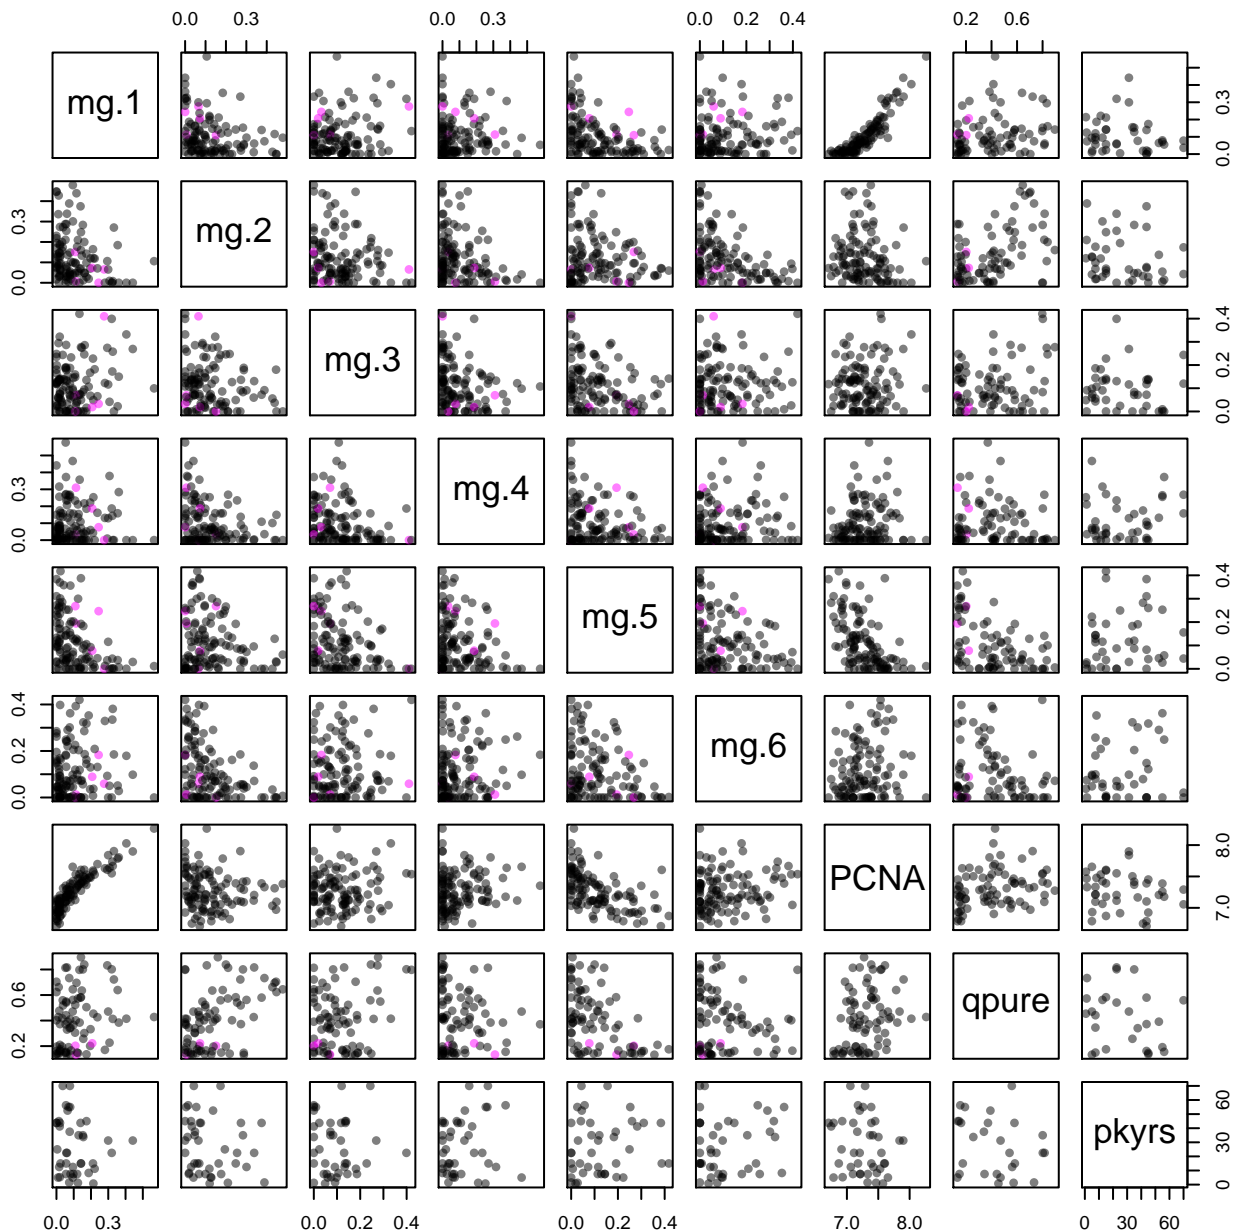 0.0 0.3 0.0 0.3 0.0 0.2 0.4 0.2 0.6
mg.1 0.0 0.3
0.0 0.3 mg.2
mg.3 0.0 0.2 0.4
0.0 0.3 mg.4
mg.5 0.0 0.2 0.4
0.0 0.2 0.4 mg.6
PCNA 7.0 8.0
0.2 0.6 qpure
pkyrs 0 30 60
0.0 0.3 0.0 0.2 0.4 0.0 0.2 0.4 7.0 8.0 0 30 60